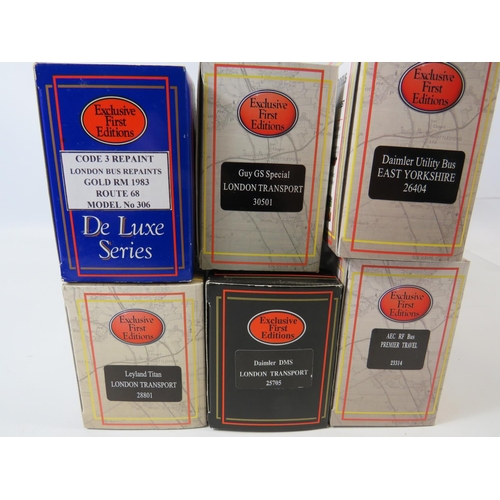 Exclusive
First
Editions
CODE 3 REPAINT
LONDON BUS REPAINTS
GOLD RM 1983
ROUTE 68
MODEL No 306
De Luxe
Series
Exclusive
First
Editions
Guy GS Special
LONDON TRANSPORT
30501
Exclusive
First
Editions
Daimler Utility Bus
EAST YORKSHIRE
26404
Exclusive
First
Editions
Leyland Titan
LONDON TRANSPORT
28801
Exclusive
First
Editions
Daimler DMS
LONDON TRANSPORT
25705
Exclusive
First
Editions
AEC RF Bus
PREMIER TRAVEL
23314